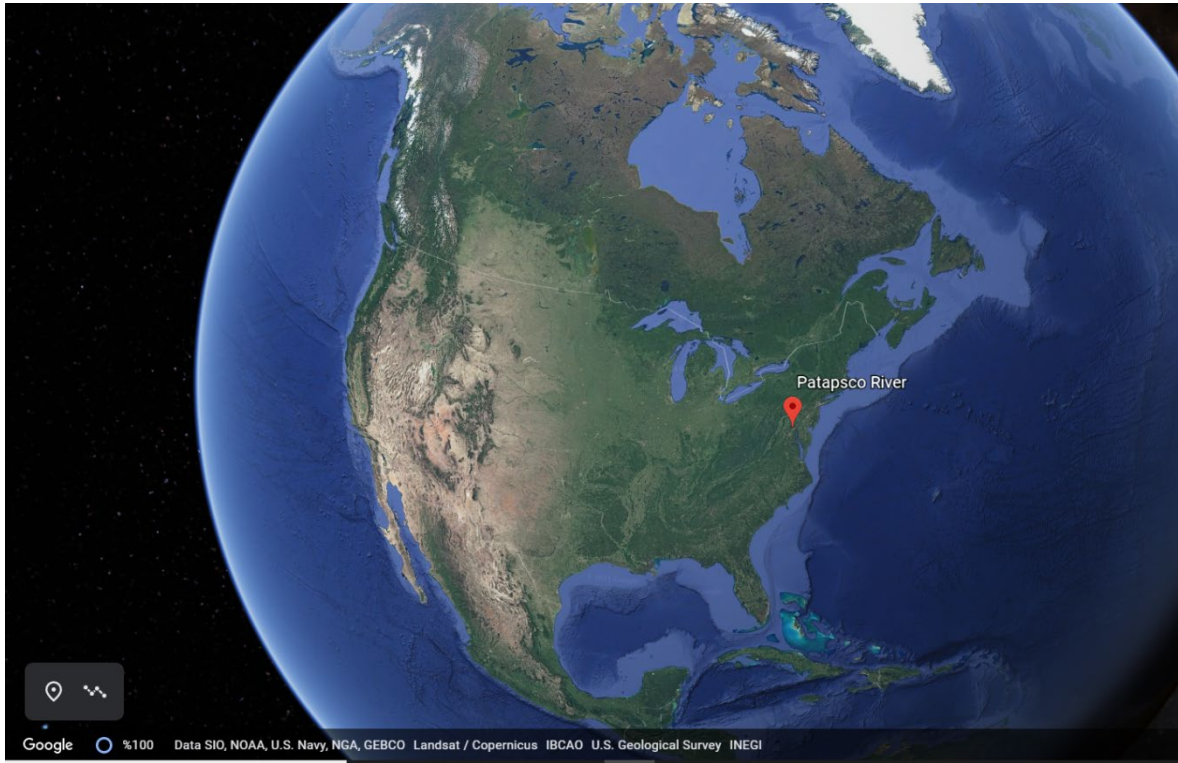 Patapsco River
Google %100 Data SIO, NOAA, U.S. Navy, NGA, GEBCO Landsat / Copernicus IBCAO U.S. Geological Survey INEGI